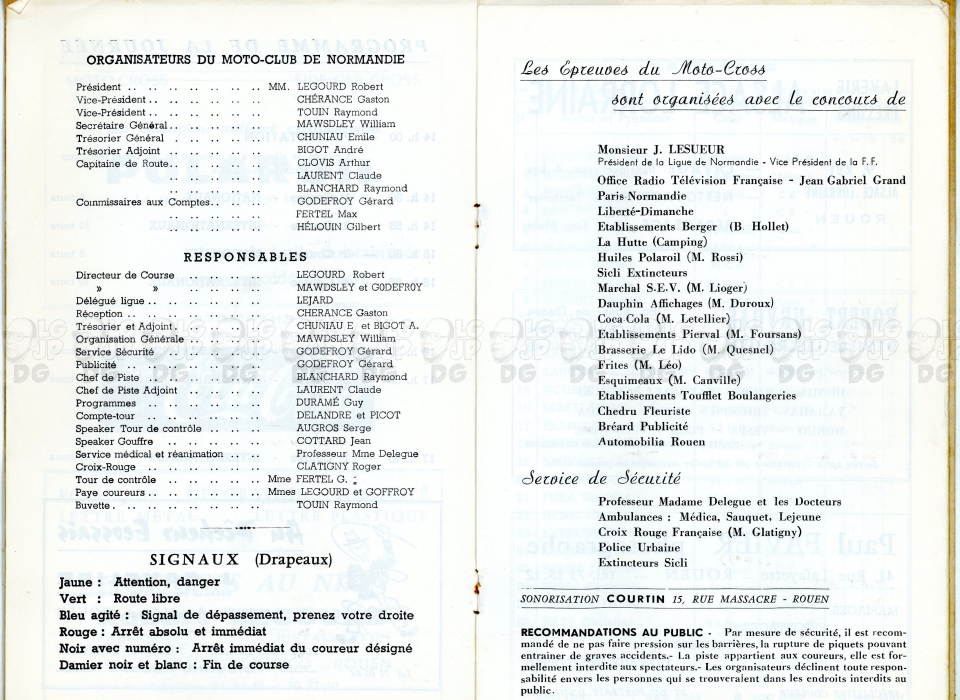 ORGANISATEURS DU MOTO-CLUB DE NORMANDIE
Président .. .. .. .. .. .. .. MM. LEGOURD Robert
Vice-Président .. .. .. .. .. .. CHÉRANCE Gaston
Vice-Président .. .. .. .. .. .. TOUIN Raymond
Secrétaire Général .. .. .. .. .. MAWSDLEY William
Trésorier Général .. .. .. .. .. CHUNIAU Emile
Trésorier Adjoint .. .. .. .. .. BIGOT André
Capitaine de Route .. .. .. .. .. CLOVIS Arthur
.. .. .. .. LAURENT Claude
.. .. .. .. BLANCHARD Raymond
Commissaires aux Comptes .. .. .. GODEFROY Gérard
.. .. .. .. FERTEL Max
.. .. .. .. HÉLOUIN Gilbert
RESPONSABLES
Directeur de Course .. .. .. .. LEGOURD Robert
» » .. .. .. .. MAWSDLEY et GODEFROY
Délégué ligue .. .. .. .. .. .. LEJARD
Réception .. .. .. .. .. .. .. CHERANCE Gaston
Trésorier et Adjoint .. .. .. .. .. CHUNIAU E. et BIGOT A.
Organisation Générale .. .. .. .. MAWSDLEY William
Service Sécurité .. .. .. .. .. GODEFROY Gérard
Publicité .. .. .. .. .. .. .. GODEFROY Gérard
Chef de Piste .. .. .. .. .. .. BLANCHARD Raymond
Chef de Piste Adjoint .. .. .. .. LAURENT Claude
Programmes .. .. .. .. .. .. DURAMÉ Guy
Compte-tour .. .. .. .. .. .. DELANDRE et PICOT
Speaker Tour de contrôle .. .. .. AUGROS Serge
Speaker Gouffre .. .. .. .. .. COTTARD Jean
Service médical et réanimation .. .. Professeur Mme Delegue
Croix-Rouge .. .. .. .. .. .. CLATIGNY Roger
Tour de contrôle .. .. .. .. .. Mme FERTEL G.
Paye coureurs .. .. .. .. .. .. Mmes LEGOURD et GOFFROY
Buvette .. .. .. .. .. .. .. TOUIN Raymond
SIGNAUX (Drapeaux)
Jaune : Attention, danger
Vert : Route libre
Bleu agité : Signal de dépassement, prenez votre droite
Rouge : Arrêt absolu et immédiat
Noir avec numéro : Arrêt immédiat du coureur désigné
Damier noir et blanc : Fin de course
Les Epreuves du Moto-Cross
sont organisées avec le concours de
Monsieur J. LESUEUR
Président de la Ligue de Normandie - Vice Président de la F. F.
Office Radio Télévision Française - Jean Gabriel Grand
Paris-Normandie
Liberté-Dimanche
Etablissements Berger (B. Hollet)
La Hutte (Camping)
Huiles Polaroil (M. Rossi)
Sicli Extincteurs
Marchal S.E.V. (M. Lioger)
Dauphin Affichages (M. Duroux)
Coca-Cola (M. Letellier)
Etablissements Pierval (M. Foursans)
Brasserie Le Lido (M. Quesnel)
Frites (M. Léo)
Esquimeaux (M. Canville)
Etablissements Toufflet Boulangeries
Chedru Fleuriste
Bréard Publicité
Automobilia Rouen
Service de Sécurité
Professeur Madame Delegue et les Docteurs
Ambulances : Médica, Sauquet, Lejeune
Croix Rouge Française (M. Glatigny)
Police Urbaine
Extincteurs Sicli
SONORISATION COURTIN 15, RUE MASSACRE - ROUEN
RECOMMANDATIONS AU PUBLIC - Par mesure de sécurité, il est recom-
mandé de ne pas faire pression sur les barrières, la rupture de piquets pouvant
entrainer de graves accidents.- La piste appartient aux coureurs, elle est for-
mellement interdite aux spectateurs.- Les organisateurs déclinent toute respon-
sabilité envers les personnes qui se trouveraient dans les endroits interdits au
public.